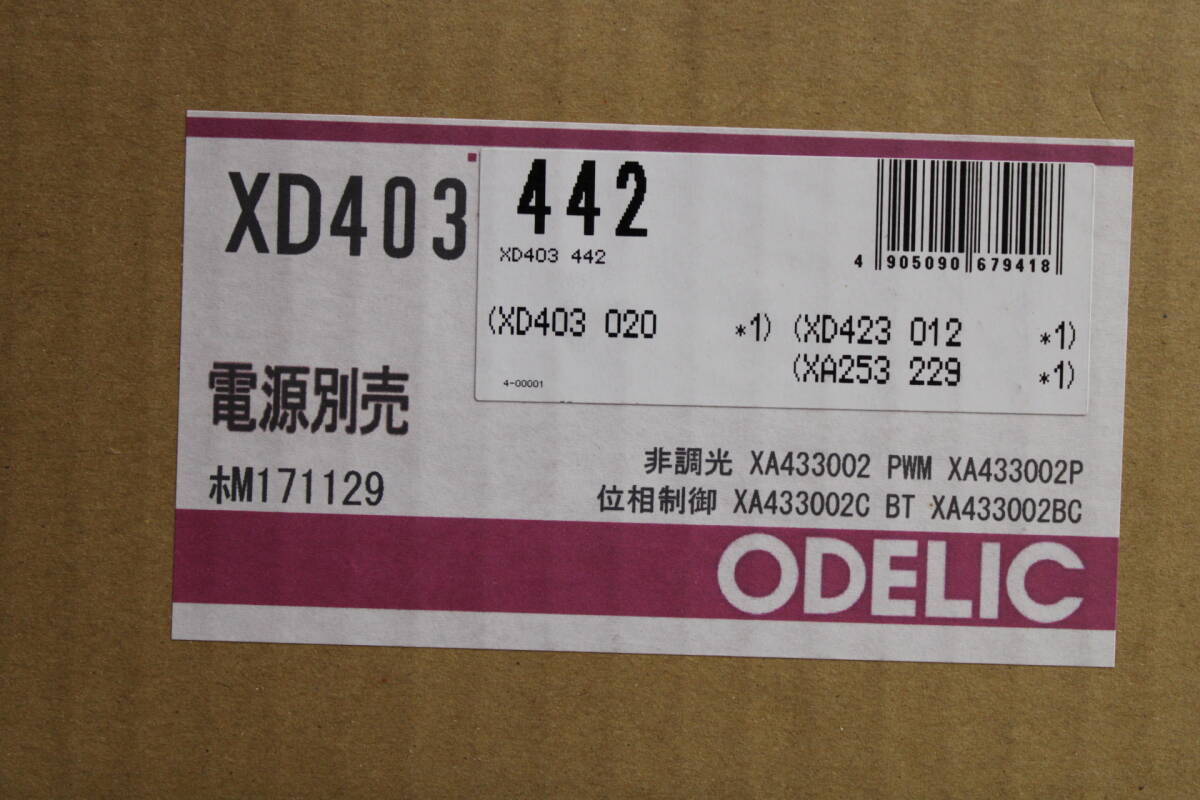 XD403 442
XD403 442
4 905090 679418
(XD403 020 *1) (XD423 012 *1)
(XA253 229 *1)
4-00001
電源別売
ホM171129
非調光 XA433002 PWM XA433002P
位相制御 XA433002C BT XA433002BC
ODELIC